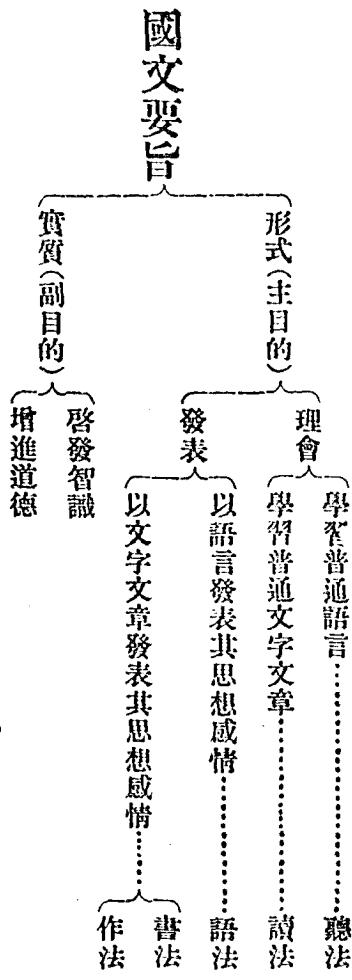 國文要旨
形式(主目的)
理會
學習普通語言………聽法
學習普通文字文章………讀法
發表
以語言發表其思想感情………語法
以文字文章發表其思想感情………
書法
作法
實質(副目的)
啓發智識
增進道德